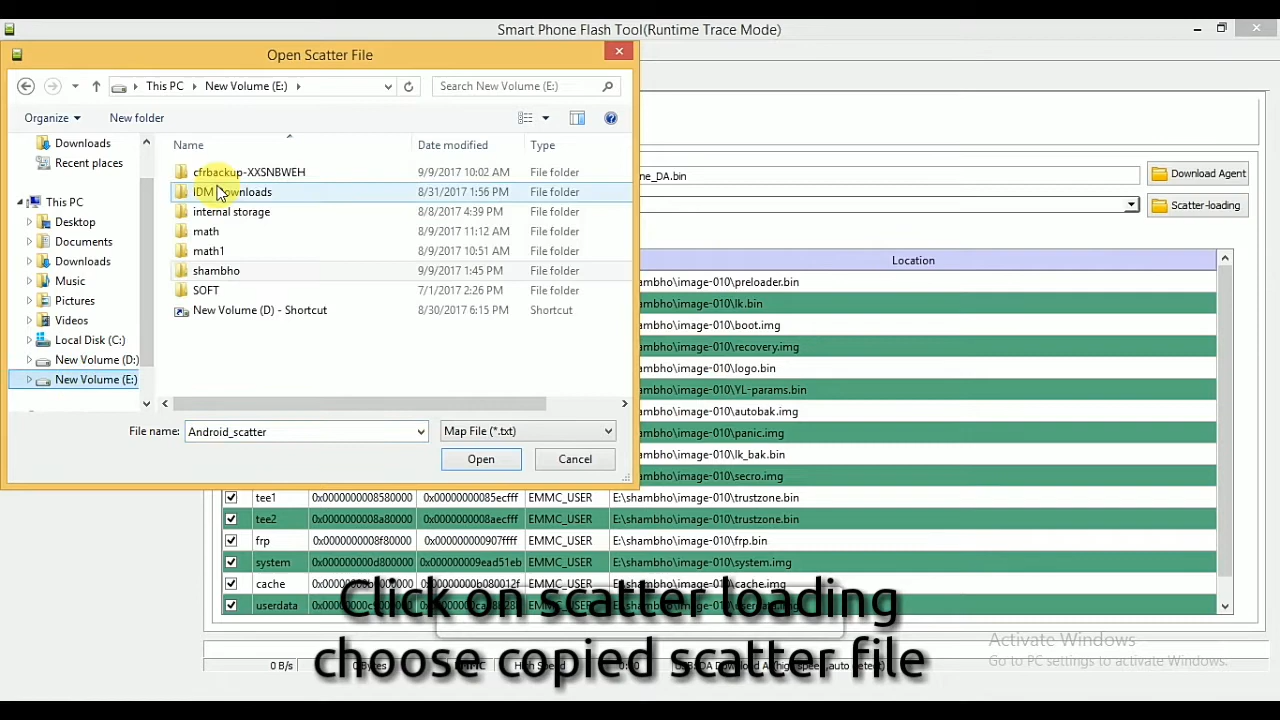 Smart Phone Flash Tool(Runtime Trace Mode)
Open Scatter File
This PC New Volume (E:)
Search New Volume (E:)
Organize
New folder
Downloads
Recent places
This PC
Desktop
Documents
Downloads
Music
Pictures
Videos
Local Disk (C:)
New Volume (D:)
New Volume (E:)
Name Date modified Type
cfrbackup-XXSNBWEH 9/9/2017 10:02 AM File folder
IDM Downloads 8/31/2017 1:56 PM File folder
internal storage 8/8/2017 4:39 PM File folder
math 8/9/2017 11:12 AM File folder
math1 8/9/2017 10:51 AM File folder
shambho 9/9/2017 1:45 PM File folder
SOFT 7/1/2017 2:26 PM File folder
New Volume (D) - Shortcut 8/30/2017 6:15 PM Shortcut
File name: Android_scatter
Map File (*.txt)
Open
Cancel
ne_DA.bin
Download Agent
Scatter-loading
Location
shambho\image-010\preloader.bin
shambho\image-010\lk.bin
shambho\image-010\boot.img
shambho\image-010\recovery.img
shambho\image-010\logo.bin
shambho\image-010\YL-params.bin
shambho\image-010\autobak.img
shambho\image-010\panic.img
shambho\image-010\lk_bak.bin
shambho\image-010\secro.img
tee1 0x0000000008580000 0x00000000085ecfff EMMC_USER E:\shambho\image-010\trustzone.bin
tee2 0x0000000008a80000 0x0000000008aecfff EMMC_USER E:\shambho\image-010\trustzone.bin
frp 0x0000000008f80000 0x000000000907ffff EMMC_USER E:\shambho\image-010\frp.bin
system 0x000000000d800000 EMMC_USER E:\shambho\image-010\system.img
cache EMMC_USER E:\shambho\image-010\cache.img
userdata
Click on scatter loading
choose copied scatter file
0 B/s
0 Bytes
High Speed
0:00
Activate Windows
Go to PC settings to activate Windows.